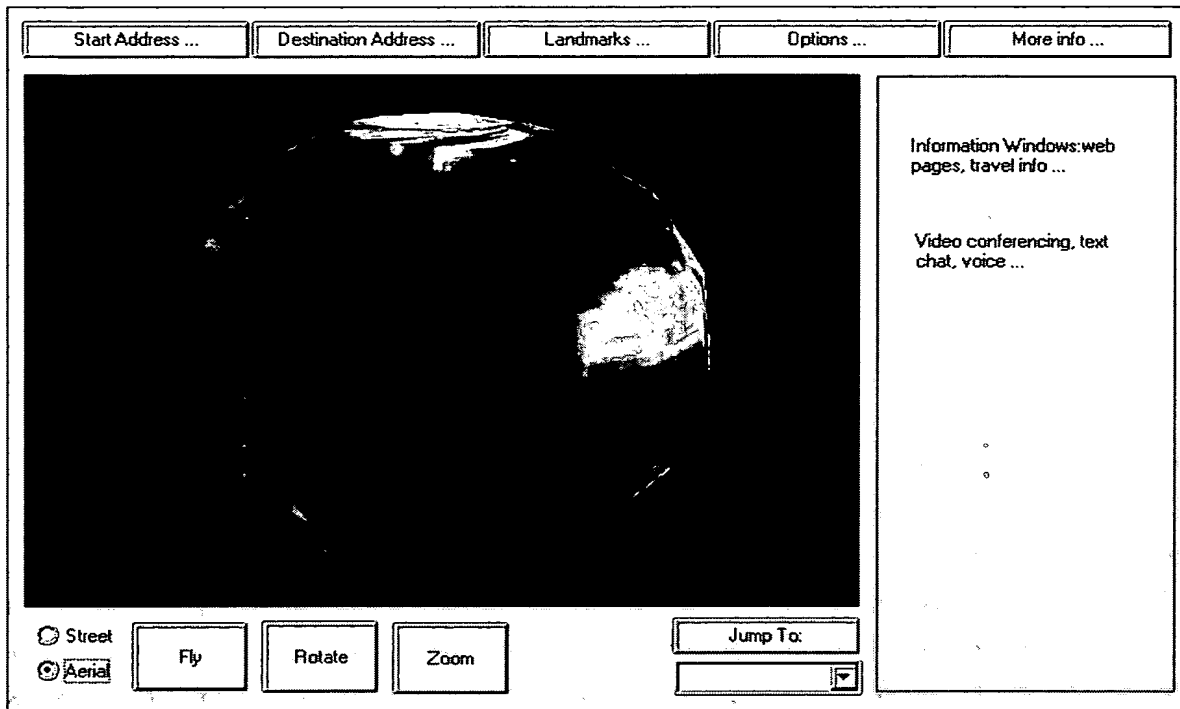 Start Address ...
Destination Address ...
Landmarks ...
Options ...
More info ...
Information Windows:web
pages, travel info ...
Video conferencing, text
chat, voice ...
Street
Aerial
Fly
Rotate
Zoom
Jump To: